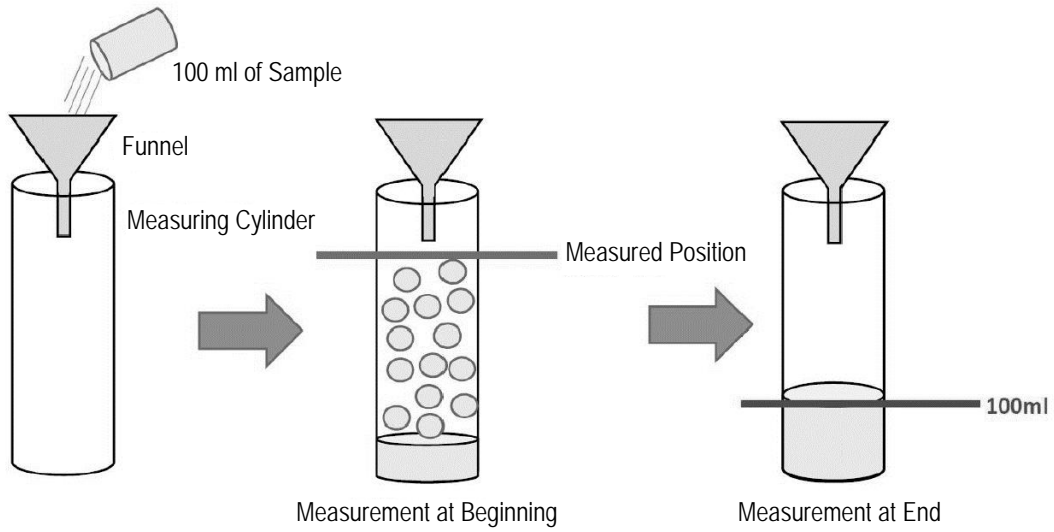 100 ml of Sample
Funnel
Measuring Cylinder
Measured Position
100ml
Measurement at Beginning
Measurement at End